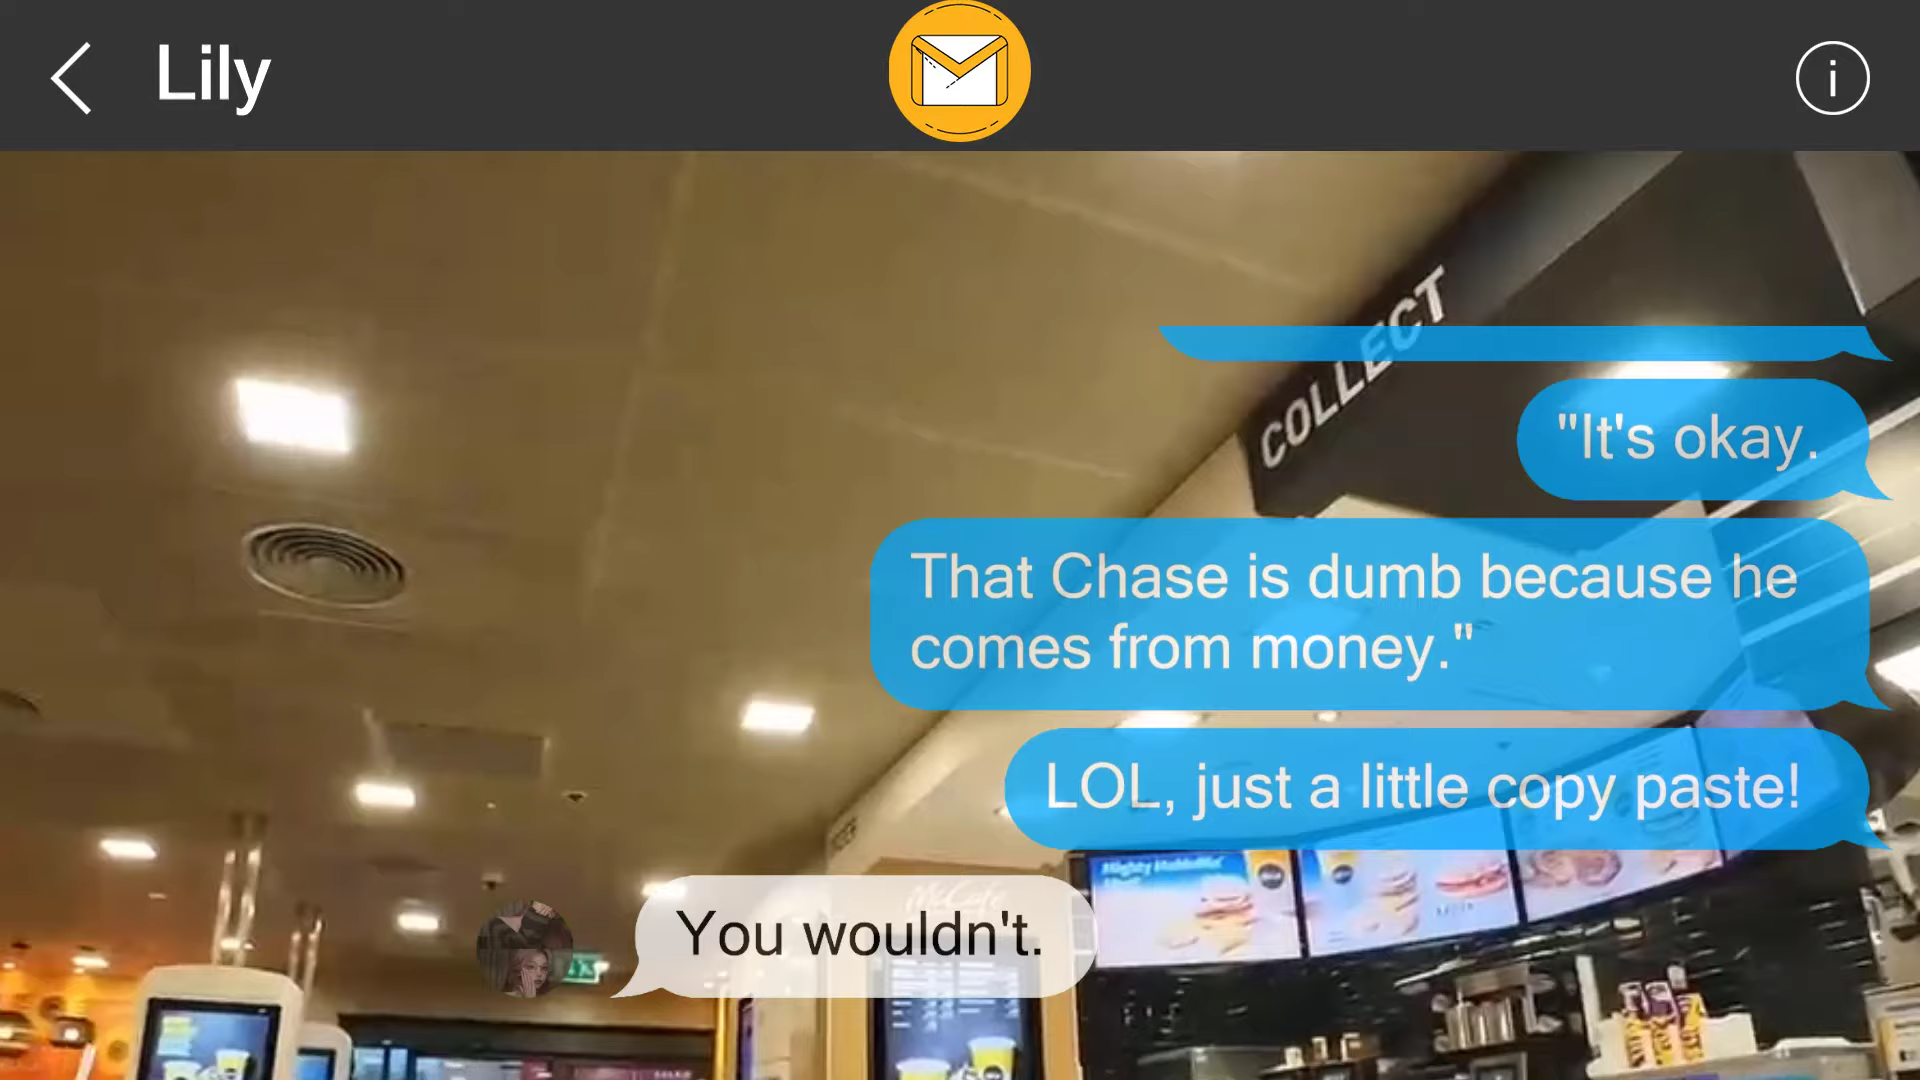 Lily
COLLECT
"It's okay.
That Chase is dumb because he
comes from money."
LOL, just a little copy paste!
You wouldn't.
McCafé